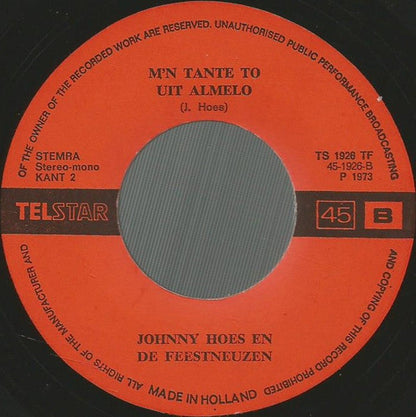 M'N TANTE TO
UIT ALMELO
(J. Hoes)
STEMRA
Stereo-mono
KANT 2
TS 1926 TF
45-1926-B
P 1973
TELSTAR
45 B
JOHNNY HOES EN
DE FEESTNEUZEN
ALL RIGHTS OF THE MANUFACTURER AND OF THE OWNER OF THE RECORDED WORK ARE RESERVED. UNAUTHORISED PUBLIC PERFORMANCE BROADCASTING AND COPYING OF THIS RECORD PROHIBITED
MADE IN HOLLAND